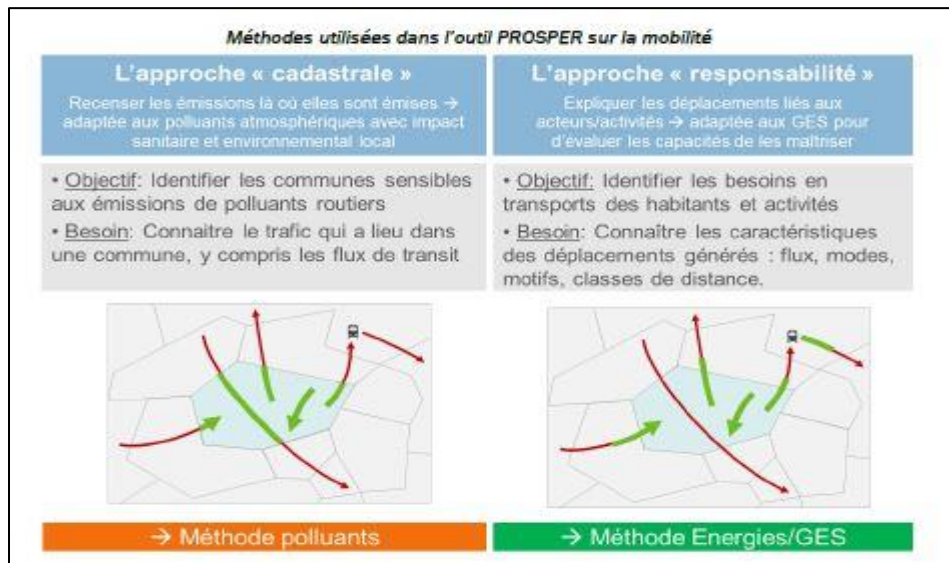 Méthodes utilisées dans l'outil PROSPER sur la mobilité
L'approche « cadastrale »
Recenser les émissions là où elles sont émises →
adaptée aux polluants atmosphériques avec impact
sanitaire et environnemental local
• Objectif: Identifier les communes sensibles
aux émissions de polluants routiers
• Besoin: Connaitre le trafic qui a lieu dans
une commune, y compris les flux de transit
→ Méthode polluants
L'approche « responsabilité »
Expliquer les déplacements liés aux
acteurs/activités → adaptée aux GES pour
d'évaluer les capacités de les maîtriser
• Objectif: Identifier les besoins en
transports des habitants et activités
• Besoin: Connaître les caractéristiques
des déplacements générés : flux, modes,
motifs, classes de distance.
→ Méthode Energies/GES